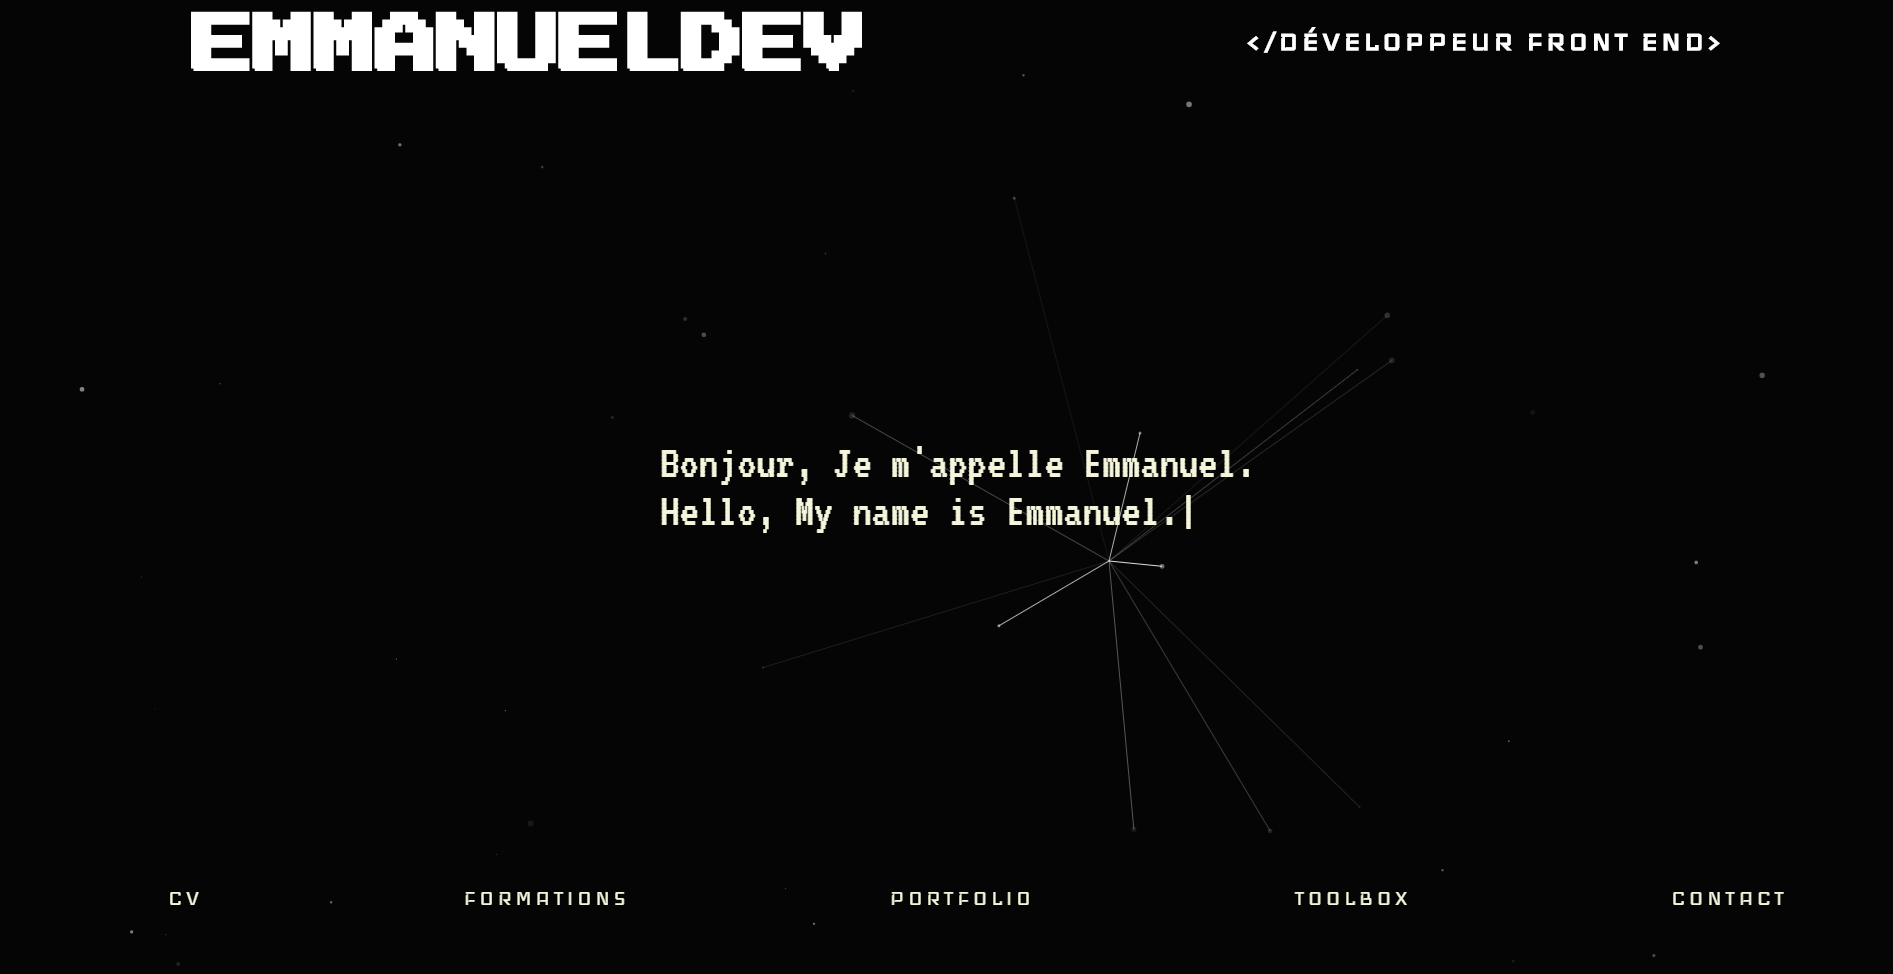 EMMANUELDEV
</DÉVELOPPEUR FRONT END>
Bonjour, Je m'appelle Emmanuel.
Hello, My name is Emmanuel.|
CV
FORMATIONS
PORTFOLIO
TOOLBOX
CONTACT